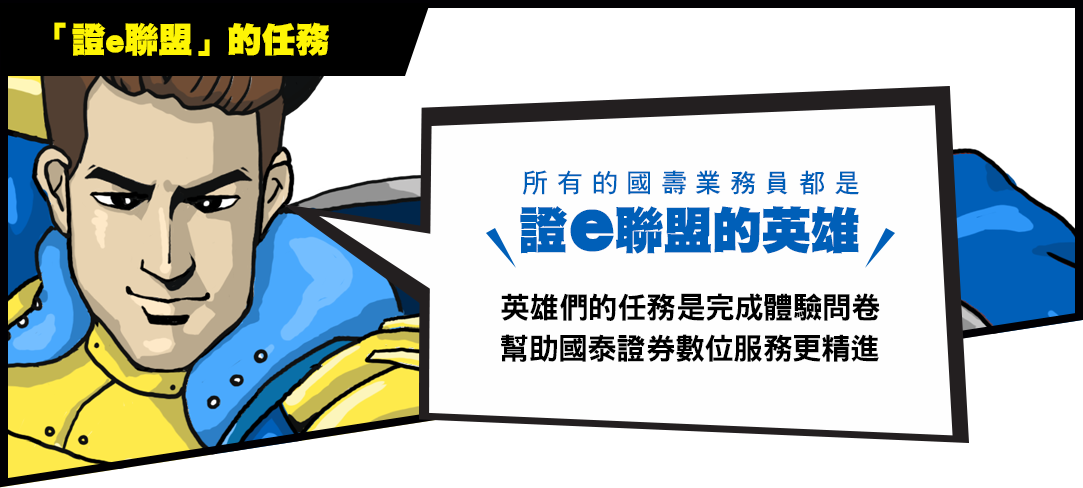 「證e聯盟」的任務
所有的國壽業務員都是
證e聯盟的英雄
英雄們的任務是完成體驗問卷
幫助國泰證券數位服務更精進